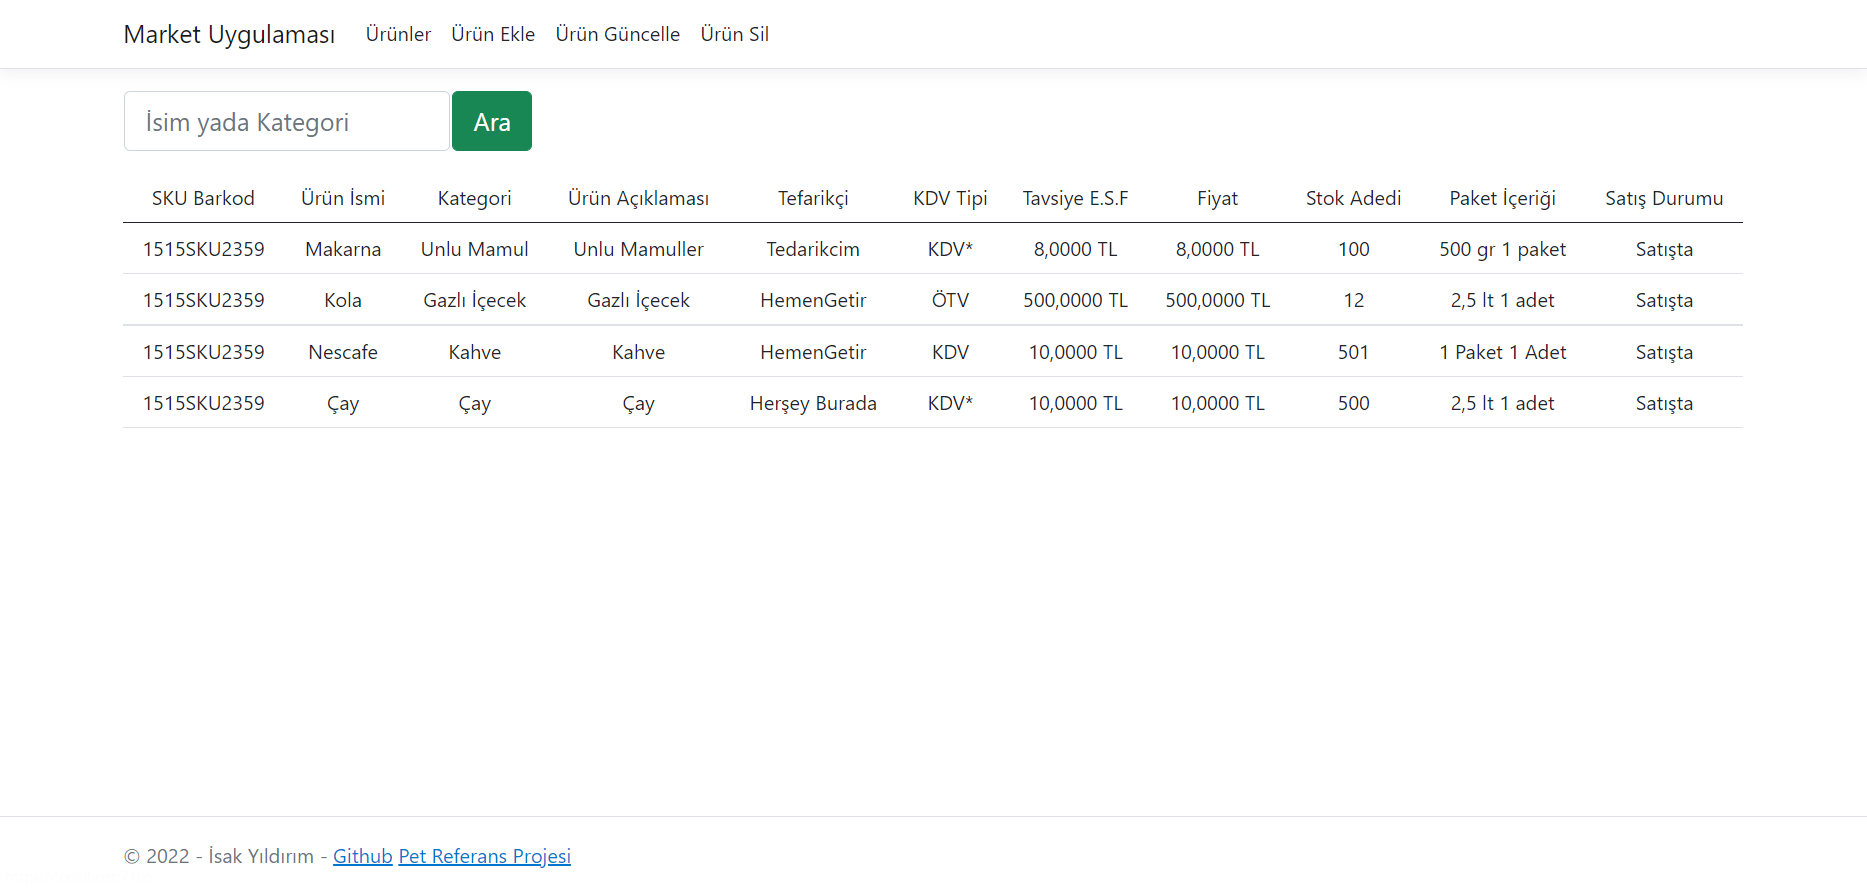 Market Uygulaması Ürünler Ürün Ekle Ürün Güncelle Ürün Sil
İsim yada Kategori Ara
SKU Barkod Ürün İsmi Kategori Ürün Açıklaması Tefarikçi KDV Tipi Tavsiye E.S.F Fiyat Stok Adedi Paket İçeriği Satış Durumu
1515SKU2359 Makarna Unlu Mamul Unlu Mamuller Tedarikcim KDV* 8,0000 TL 8,0000 TL 100 500 gr 1 paket Satışta
1515SKU2359 Kola Gazlı İçecek Gazlı İçecek HemenGetir ÖTV 500,0000 TL 500,0000 TL 12 2,5 lt 1 adet Satışta
1515SKU2359 Nescafe Kahve Kahve HemenGetir KDV 10,0000 TL 10,0000 TL 501 1 Paket 1 Adet Satışta
1515SKU2359 Çay Çay Çay Herşey Burada KDV* 10,0000 TL 10,0000 TL 500 2,5 lt 1 adet Satışta
© 2022 - İsak Yıldırım - Github Pet Referans Projesi